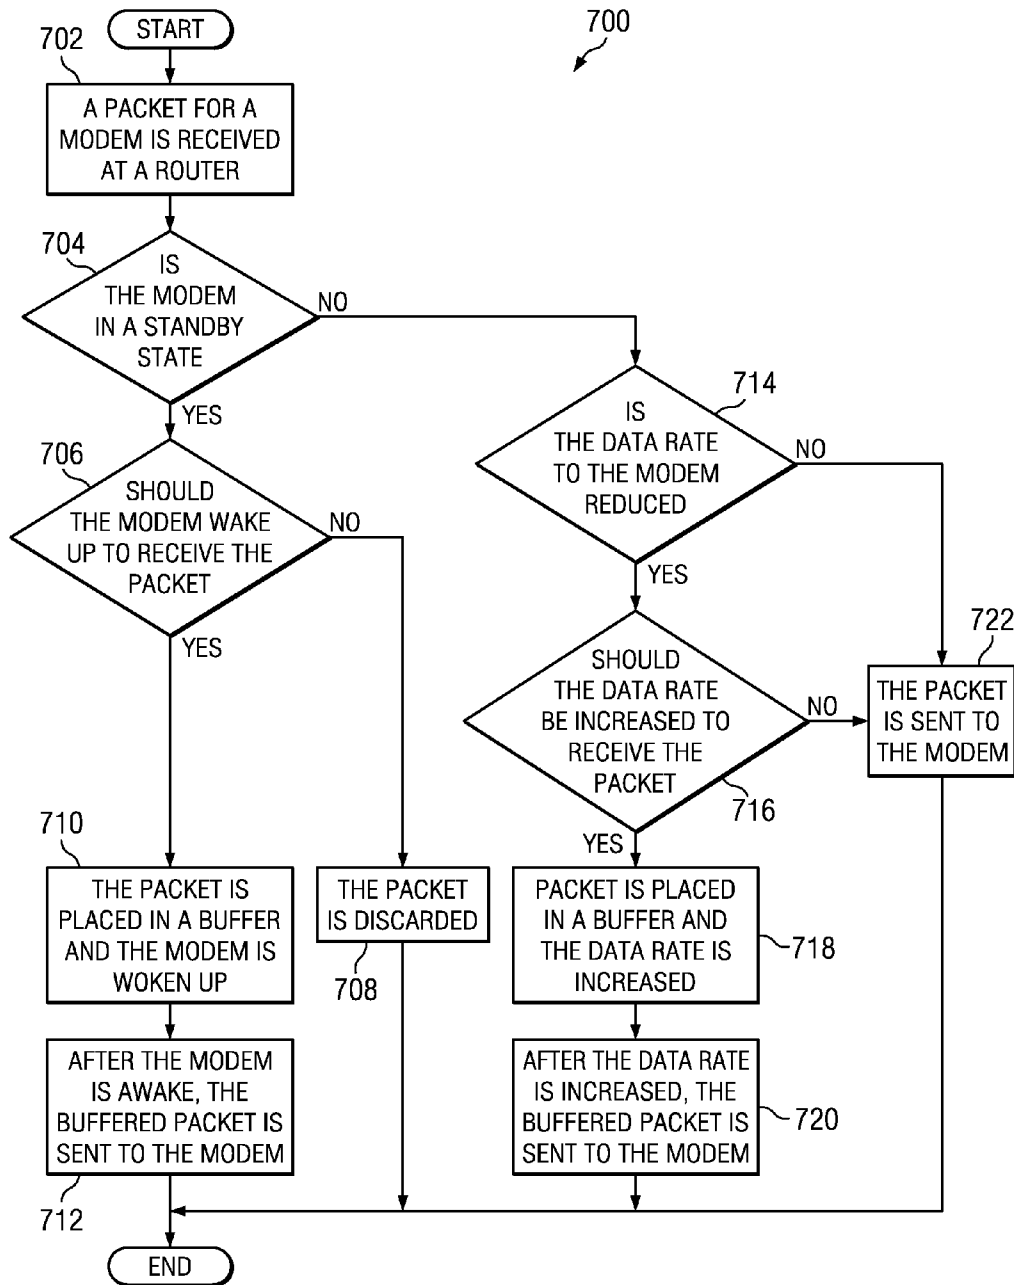 START
700
702
A PACKET FOR A
MODEM IS RECEIVED
AT A ROUTER
704
IS
THE MODEM
IN A STANDBY
STATE
NO
YES
714
IS
THE DATA RATE
TO THE MODEM
REDUCED
NO
YES
706
SHOULD
THE MODEM WAKE
UP TO RECEIVE THE
PACKET
NO
YES
SHOULD
THE DATA RATE
BE INCREASED TO
RECEIVE THE
PACKET
716
NO
YES
722
THE PACKET
IS SENT TO
THE MODEM
710
THE PACKET IS
PLACED IN A BUFFER
AND THE MODEM IS
WOKEN UP
THE PACKET
IS DISCARDED
708
PACKET IS PLACED
IN A BUFFER AND
THE DATA RATE IS
INCREASED
718
AFTER THE MODEM
IS AWAKE, THE
BUFFERED PACKET IS
SENT TO THE MODEM
712
AFTER THE DATA RATE
IS INCREASED, THE
BUFFERED PACKET IS
SENT TO THE MODEM
720
END